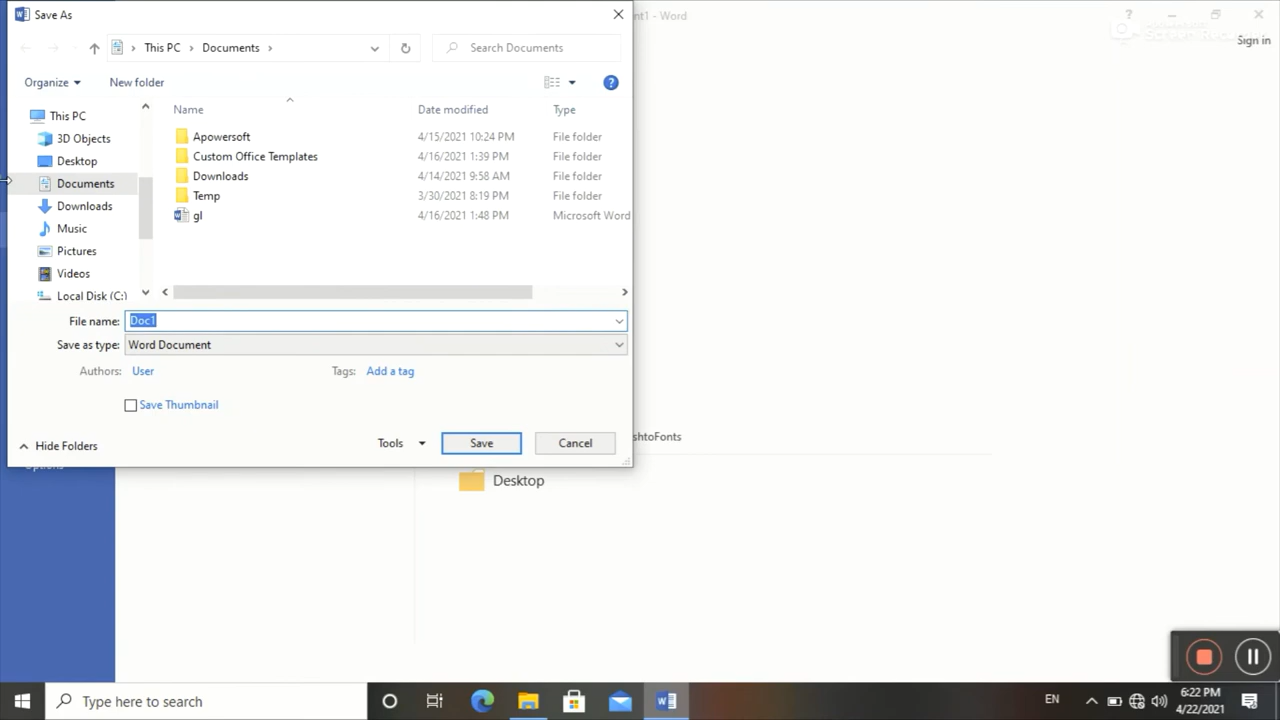 Save As
nt1 - Word
?
This PC
Documents
Search Documents
Sign in
Organize
New folder
?
This PC
3D Objects
Desktop
Documents
Downloads
Music
Pictures
Videos
Local Disk (C:)
Name
Date modified
Type
Apowersoft
4/15/2021 10:24 PM
File folder
Custom Office Templates
4/16/2021 1:39 PM
File folder
Downloads
4/14/2021 9:58 AM
File folder
Temp
3/30/2021 8:19 PM
File folder
gl
4/16/2021 1:48 PM
Microsoft Word
File name:
Doc1
Save as type:
Word Document
Authors:
User
Tags:
Add a tag
Save Thumbnail
Hide Folders
Tools
Save
Cancel
shtoFonts
Options
Desktop
Type here to search
EN
6:22 PM
4/22/2021